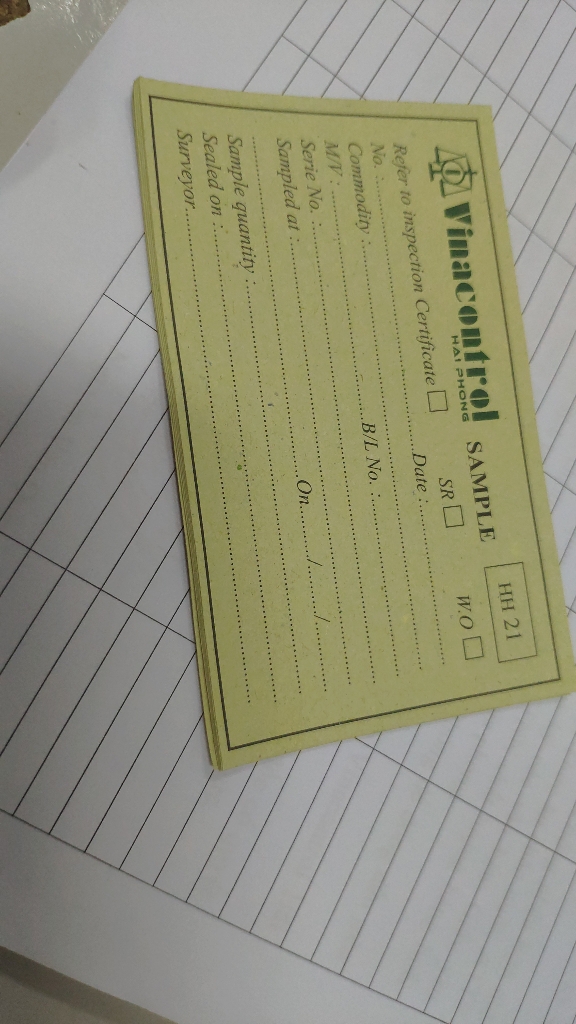 Vinacontrol SAMPLE HH 21
HAI PHONG
Refer to inspection Certificate SR W.O
No. Date :
Commodity :
M/V : B/L No. :
Serie No. :
Sampled at : On / /
Sample quantity :
Sealed on :
Surveyor